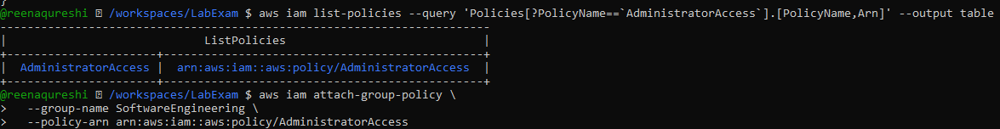 }
@reenaqureshi ⍰ /workspaces/LabExam $ aws iam list-policies --query 'Policies[?PolicyName==`AdministratorAccess`].[PolicyName,Arn]' --output table
-----------------------------------------------------------------------
|                            ListPolicies                             |
+----------------------+----------------------------------------------+
|  AdministratorAccess |  arn:aws:iam::aws:policy/AdministratorAccess  |
+----------------------+----------------------------------------------+
@reenaqureshi ⍰ /workspaces/LabExam $ aws iam attach-group-policy \
>   --group-name SoftwareEngineering \
>   --policy-arn arn:aws:iam::aws:policy/AdministratorAccess